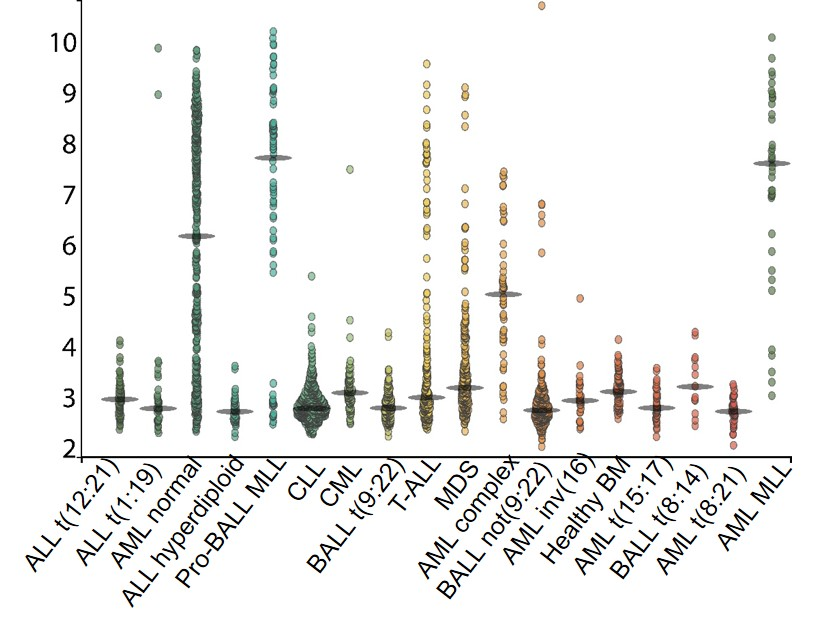 10
9
8
7
6
5
4
3
2
ALL t(12:21)
ALL t(1:19)
AML normal
ALL hyperdiploid
Pro-BALL MLL
CLL
CML
BALL t(9:22)
T-ALL
MDS
AML complex
BALL not(9:22)
AML inv(16)
Healthy BM
AML t(15:17)
BALL t(8:14)
AML t(8:21)
AML MLL